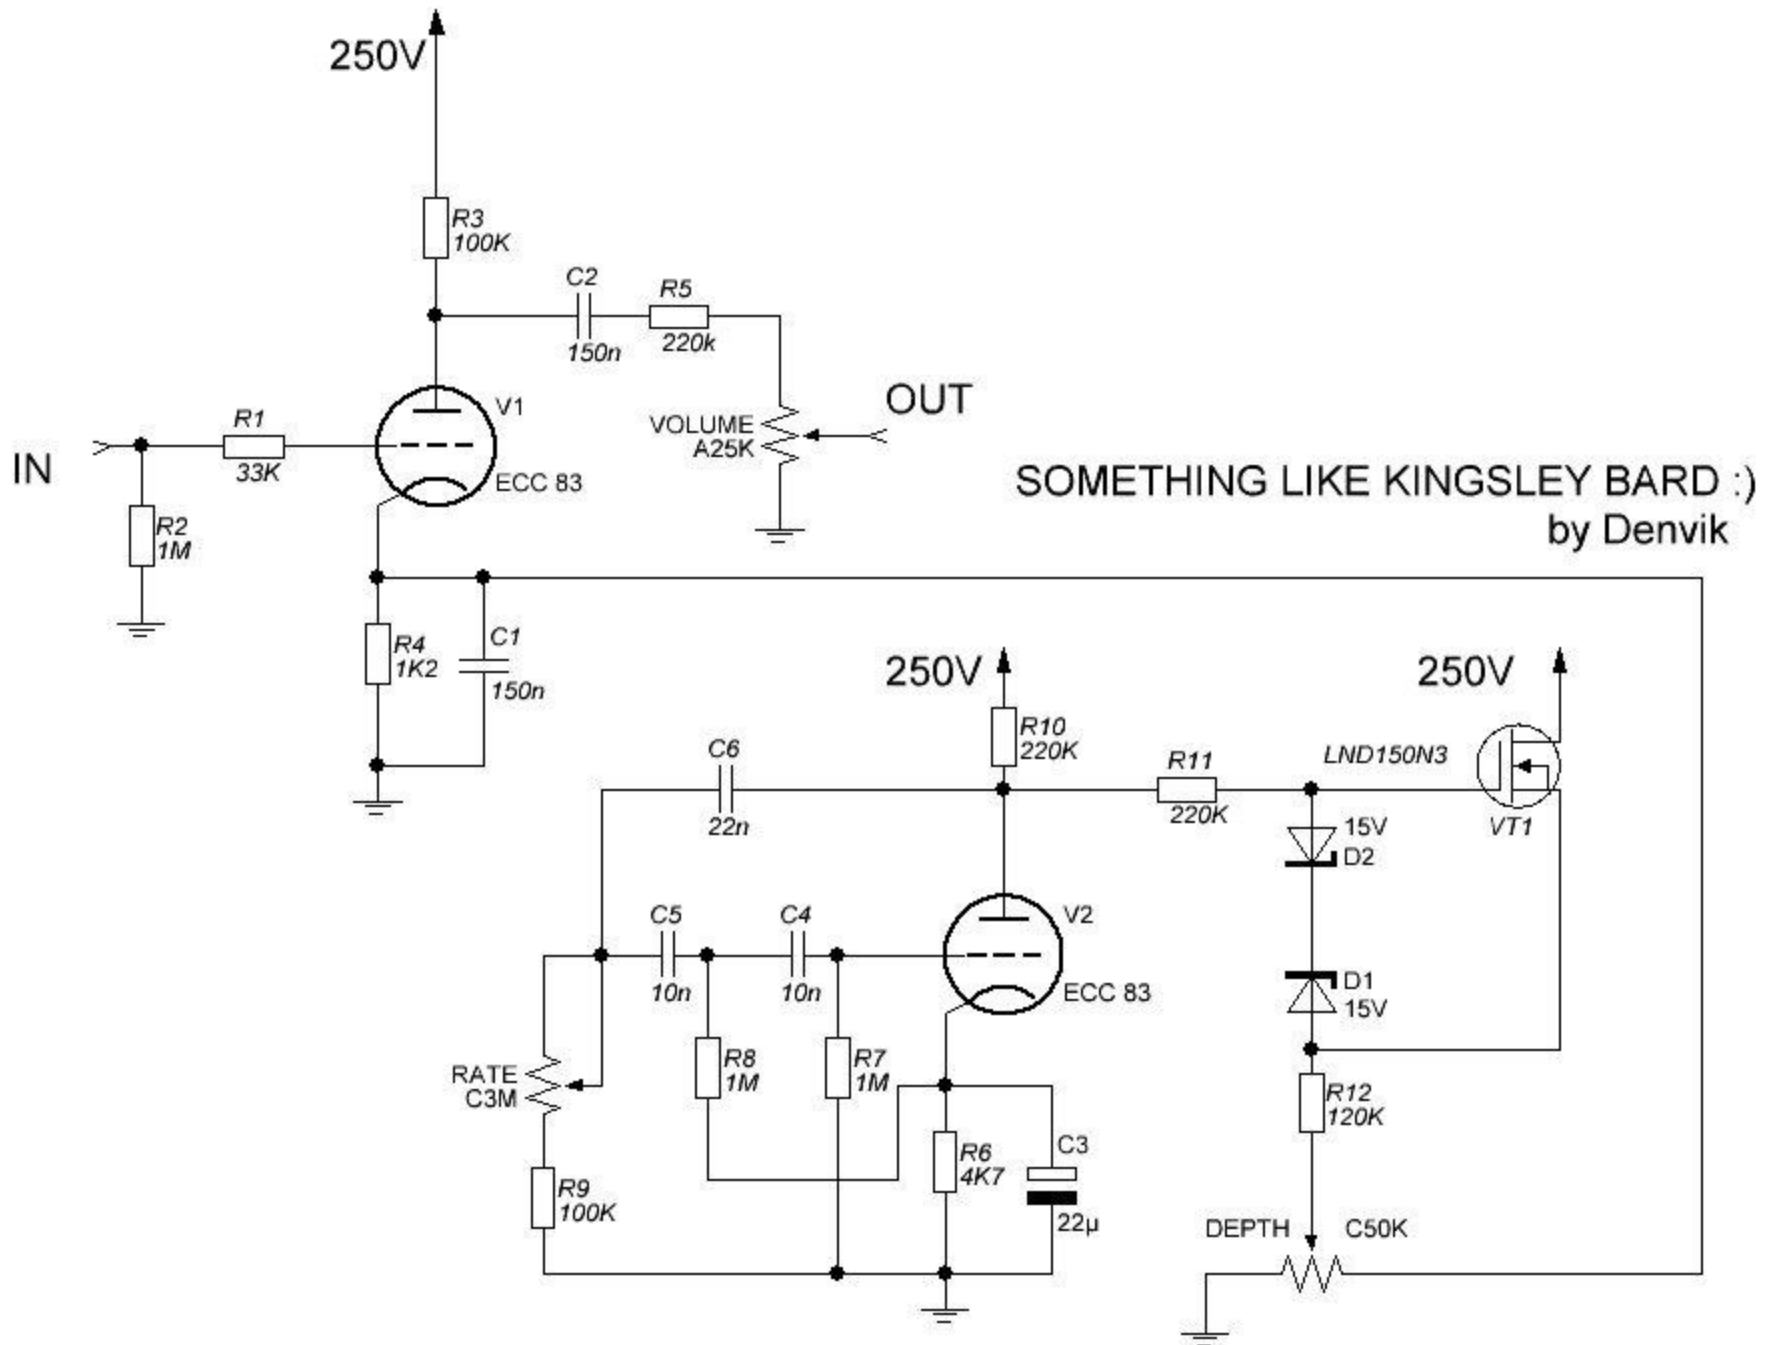 250V
R3
100K
C2
150n
R5
220k
V1
ECC 83
VOLUME
A25K
OUT
IN
R1
33K
R2
1M
SOMETHING LIKE KINGSLEY BARD :)
by Denvik
R4
1K2
C1
150n
250V
R10
220K
250V
LND150N3
VT1
R11
220K
C6
22n
15V
D2
D1
15V
C5
10n
C4
10n
V2
ECC 83
RATE
C3M
R8
1M
R7
1M
R9
100K
R6
4K7
C3
22µ
R12
120K
DEPTH
C50K